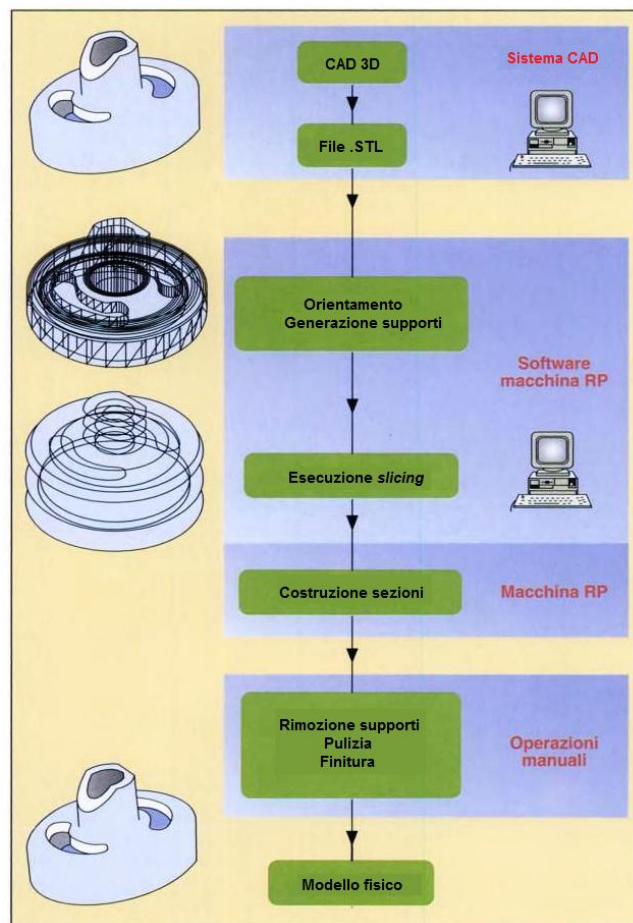 CAD 3D
Sistema CAD
File .STL
Orientamento
Generazione supporti
Software
macchina RP
Esecuzione slicing
Costruzione sezioni
Macchina RP
Rimozione supporti
Pulizia
Finitura
Operazioni
manuali
Modello fisico